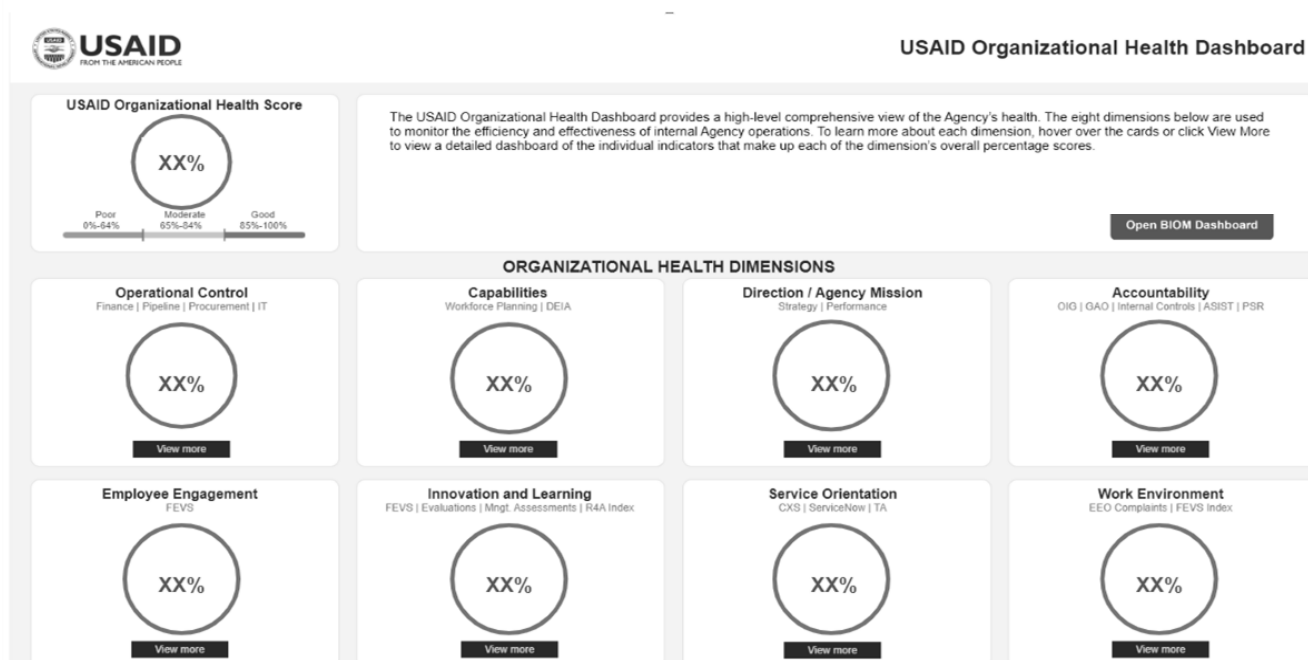 USAID
FROM THE AMERICAN PEOPLE
USAID Organizational Health Dashboard
USAID Organizational Health Score
XX%
Poor
0%-64%
Moderate
65%-84%
Good
85%-100%
The USAID Organizational Health Dashboard provides a high-level comprehensive view of the Agency's health. The eight dimensions below are used
to monitor the efficiency and effectiveness of internal Agency operations. To learn more about each dimension, hover over the cards or click View More
to view a detailed dashboard of the individual indicators that make up each of the dimension's overall percentage scores.
Open BIOM Dashboard
ORGANIZATIONAL HEALTH DIMENSIONS
Operational Control
Finance | Pipeline | Procurement | IT
XX%
View more
Capabilities
Workforce Planning | DEIA
XX%
View more
Direction / Agency Mission
Strategy | Performance
XX%
View more
Accountability
OIG | GAO | Internal Controls | ASIST | PSR
XX%
View more
Employee Engagement
FEVS
XX%
View more
Innovation and Learning
FEVS | Evaluations | Mngt. Assessments | R4A Index
XX%
View more
Service Orientation
CXS | ServiceNow | TA
XX%
View more
Work Environment
EEO Complaints | FEVS Index
XX%
View more